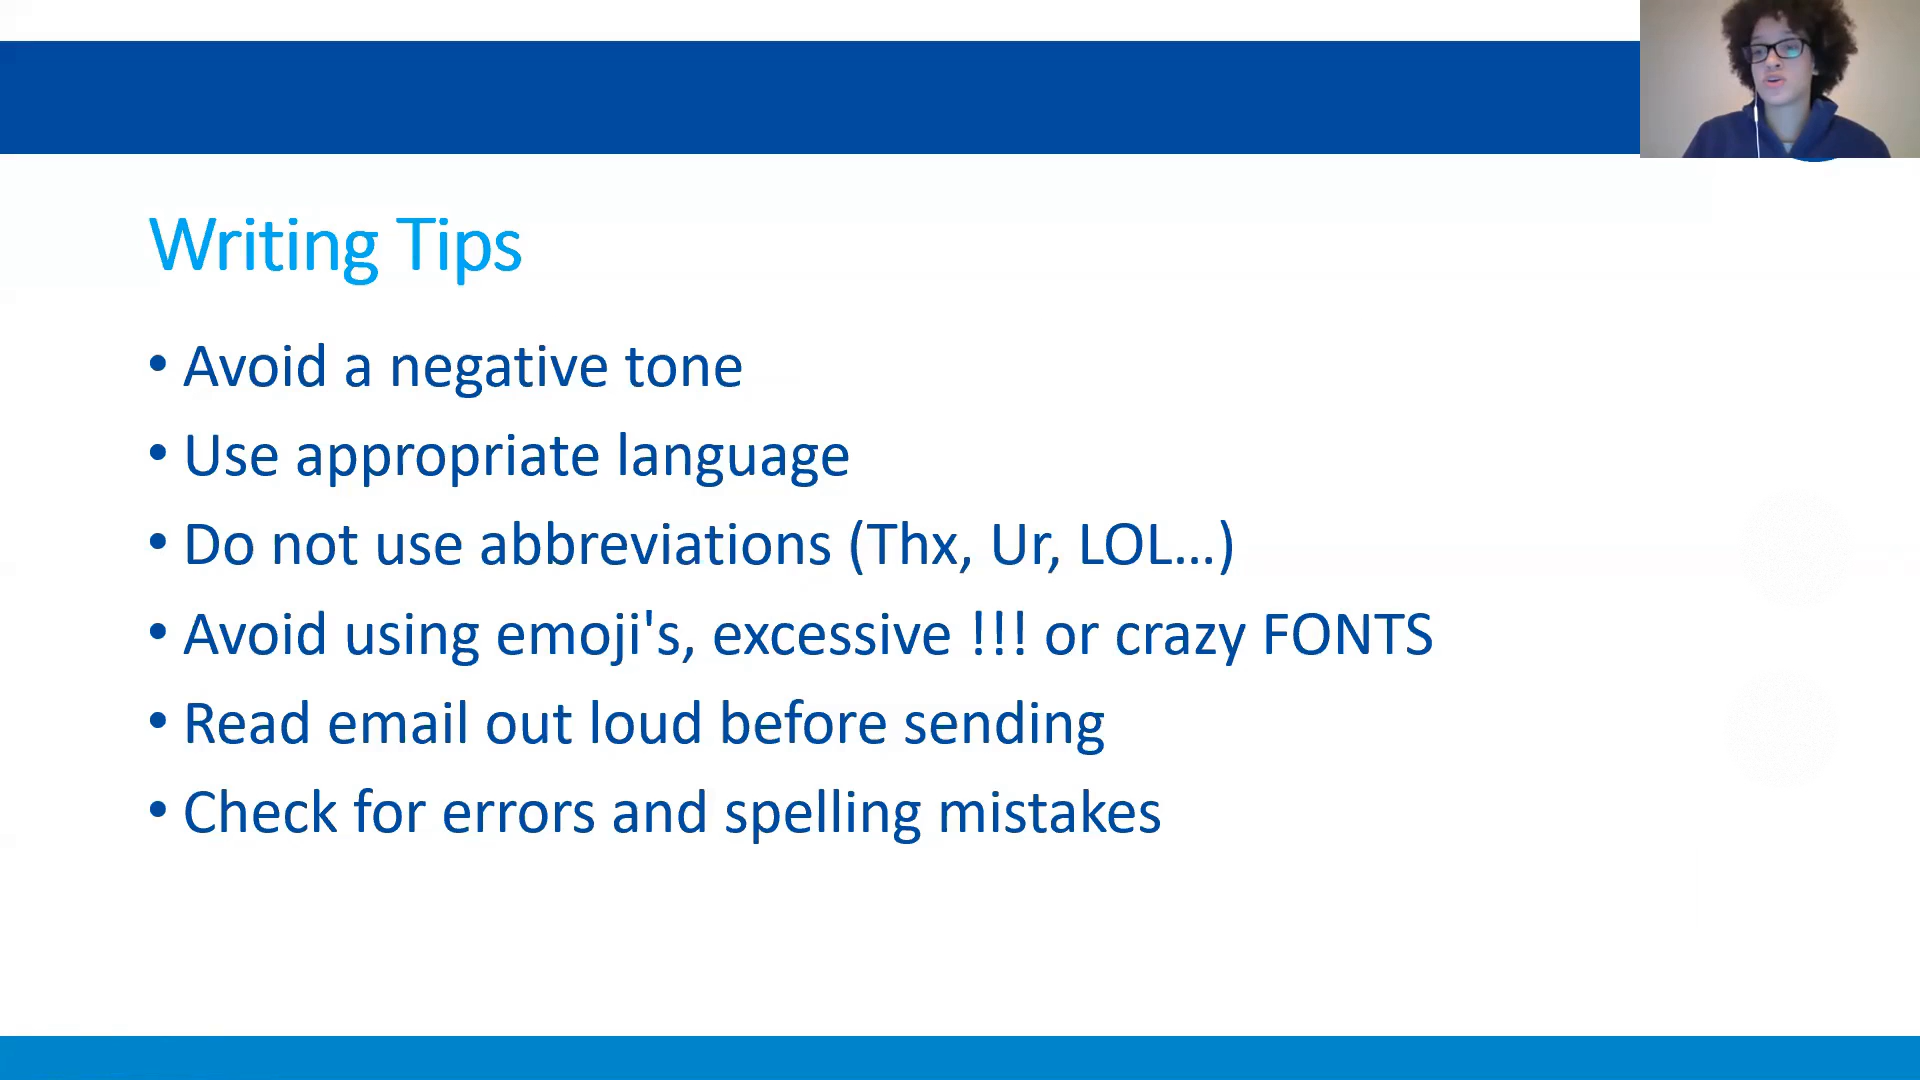 Writing Tips
• Avoid a negative tone
• Use appropriate language
• Do not use abbreviations (Thx, Ur, LOL...)
• Avoid using emoji's, excessive !!! or crazy FONTS
• Read email out loud before sending
• Check for errors and spelling mistakes